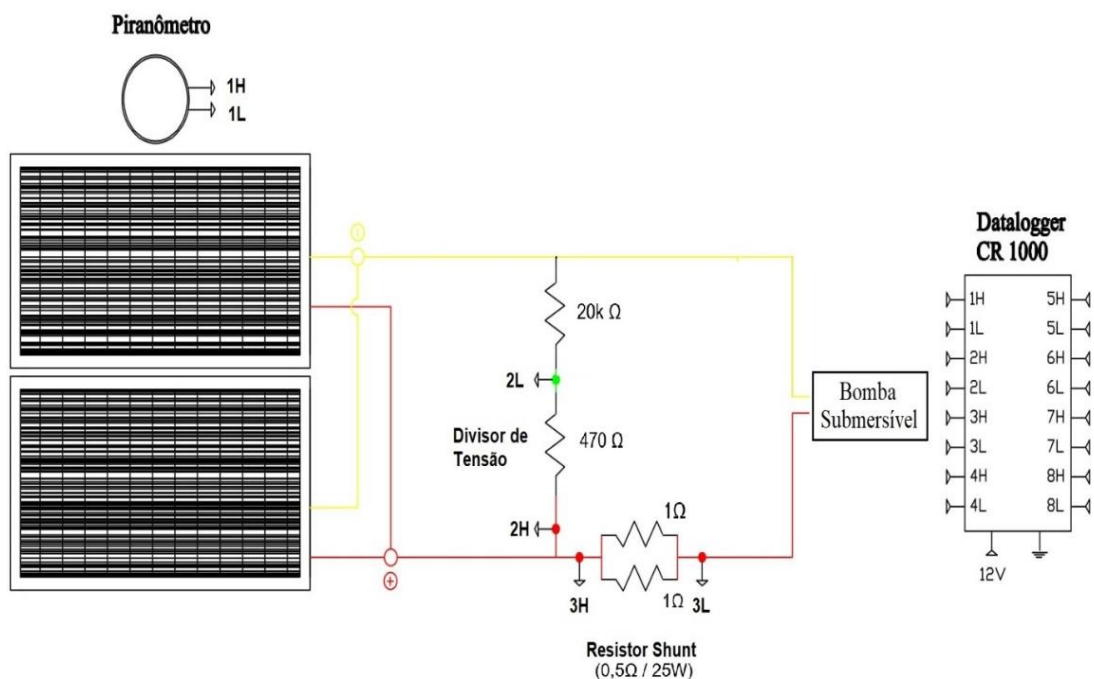 Piranômetro
1H
1L
20k Ω
2L
Divisor de
Tensão
470 Ω
2H
1Ω
1Ω
3H
3L
Resistor Shunt
(0,5Ω / 25W)
Bomba
Submersível
Datalogger
CR 1000
1H
5H
1L
5L
2H
6H
2L
6L
3H
7H
3L
7L
4H
8H
4L
8L
12V
+